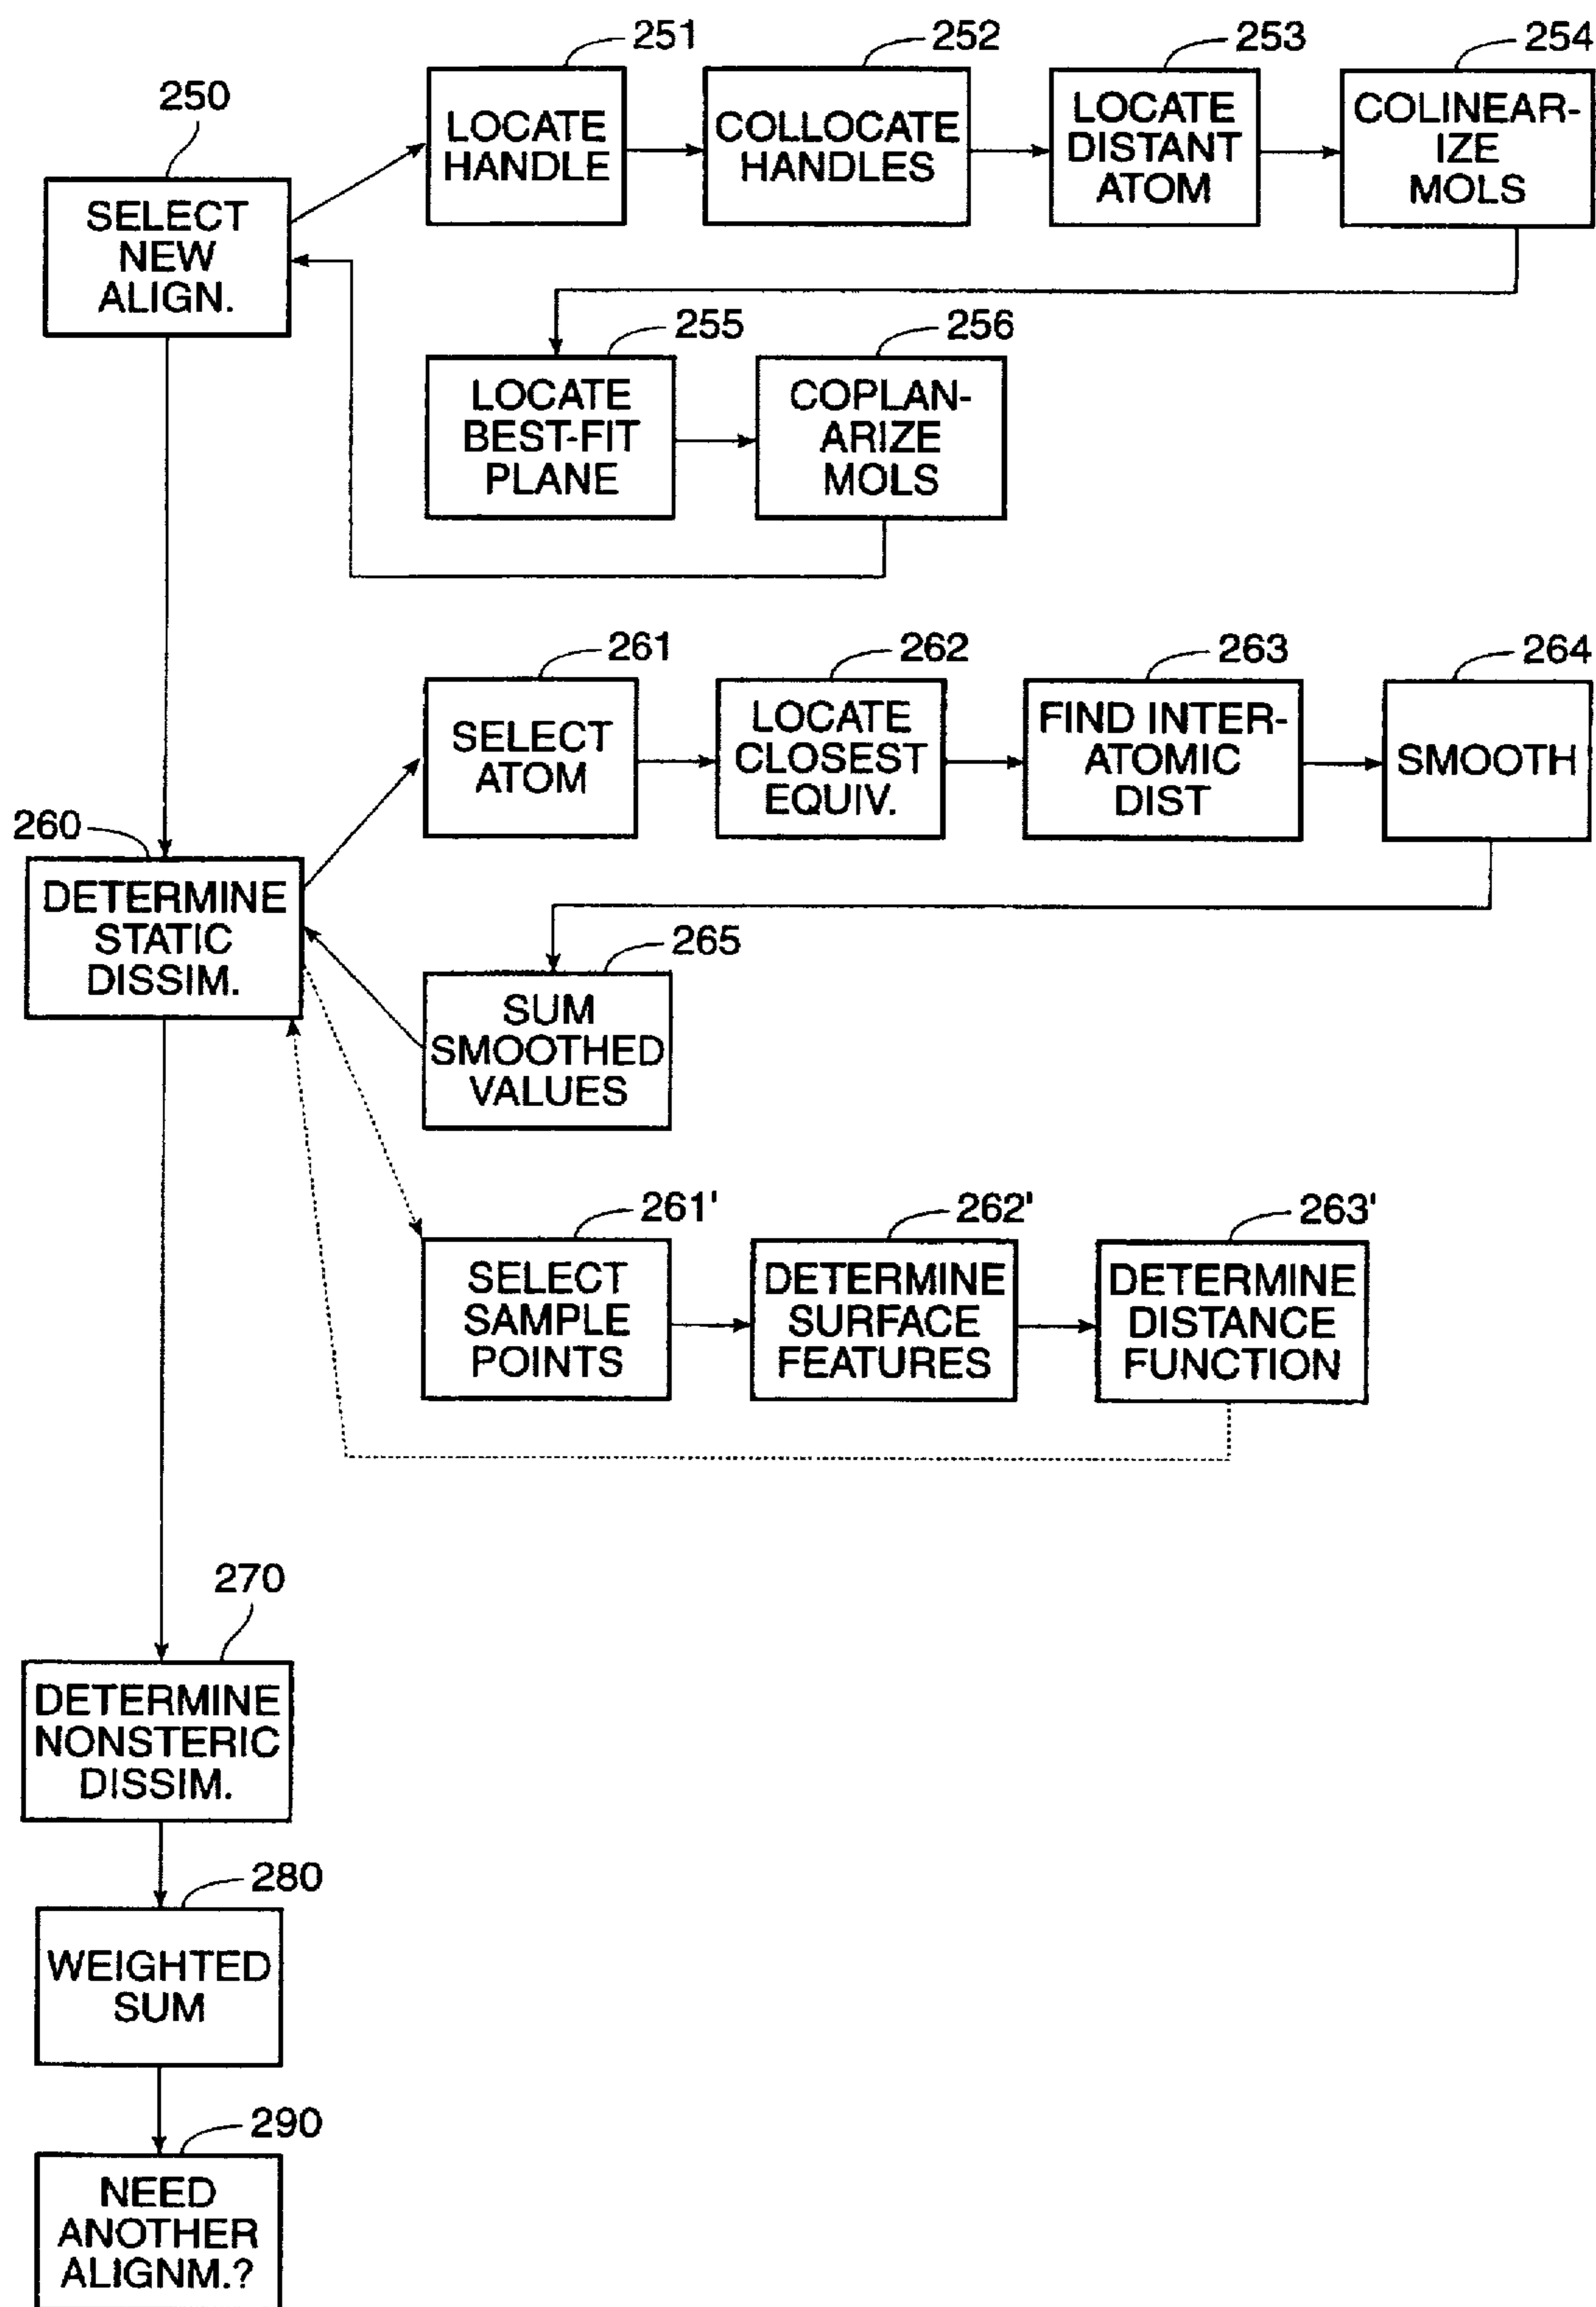 250
SELECT
NEW
ALIGN.
251
LOCATE
HANDLE
252
COLLOCATE
HANDLES
253
LOCATE
DISTANT
ATOM
254
COLINEAR-
IZE
MOLS
255
LOCATE
BEST-FIT
PLANE
256
COPLAN-
ARIZE
MOLS
260
DETERMINE
STATIC
DISSIM.
261
SELECT
ATOM
262
LOCATE
CLOSEST
EQUIV.
263
FIND INTER-
ATOMIC
DIST
264
SMOOTH
265
SUM
SMOOTHED
VALUES
261'
SELECT
SAMPLE
POINTS
262'
DETERMINE
SURFACE
FEATURES
263'
DETERMINE
DISTANCE
FUNCTION
270
DETERMINE
NONSTERIC
DISSIM.
280
WEIGHTED
SUM
290
NEED
ANOTHER
ALIGNM.?